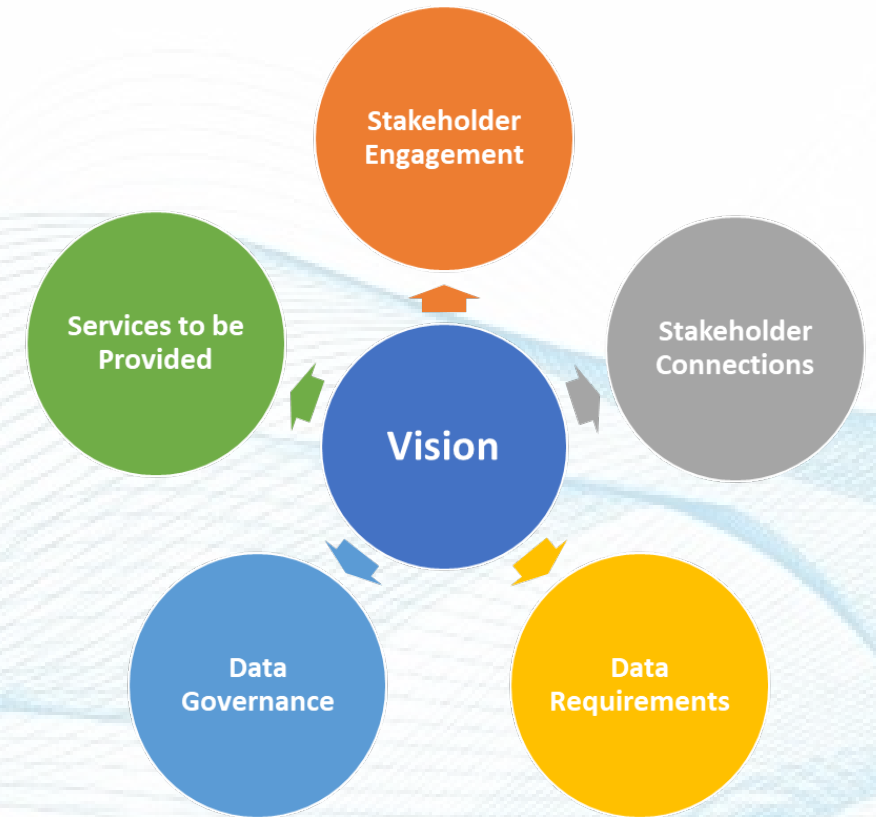 Stakeholder
Engagement
Services to be
Provided
Stakeholder
Connections
Vision
Data
Governance
Data
Requirements